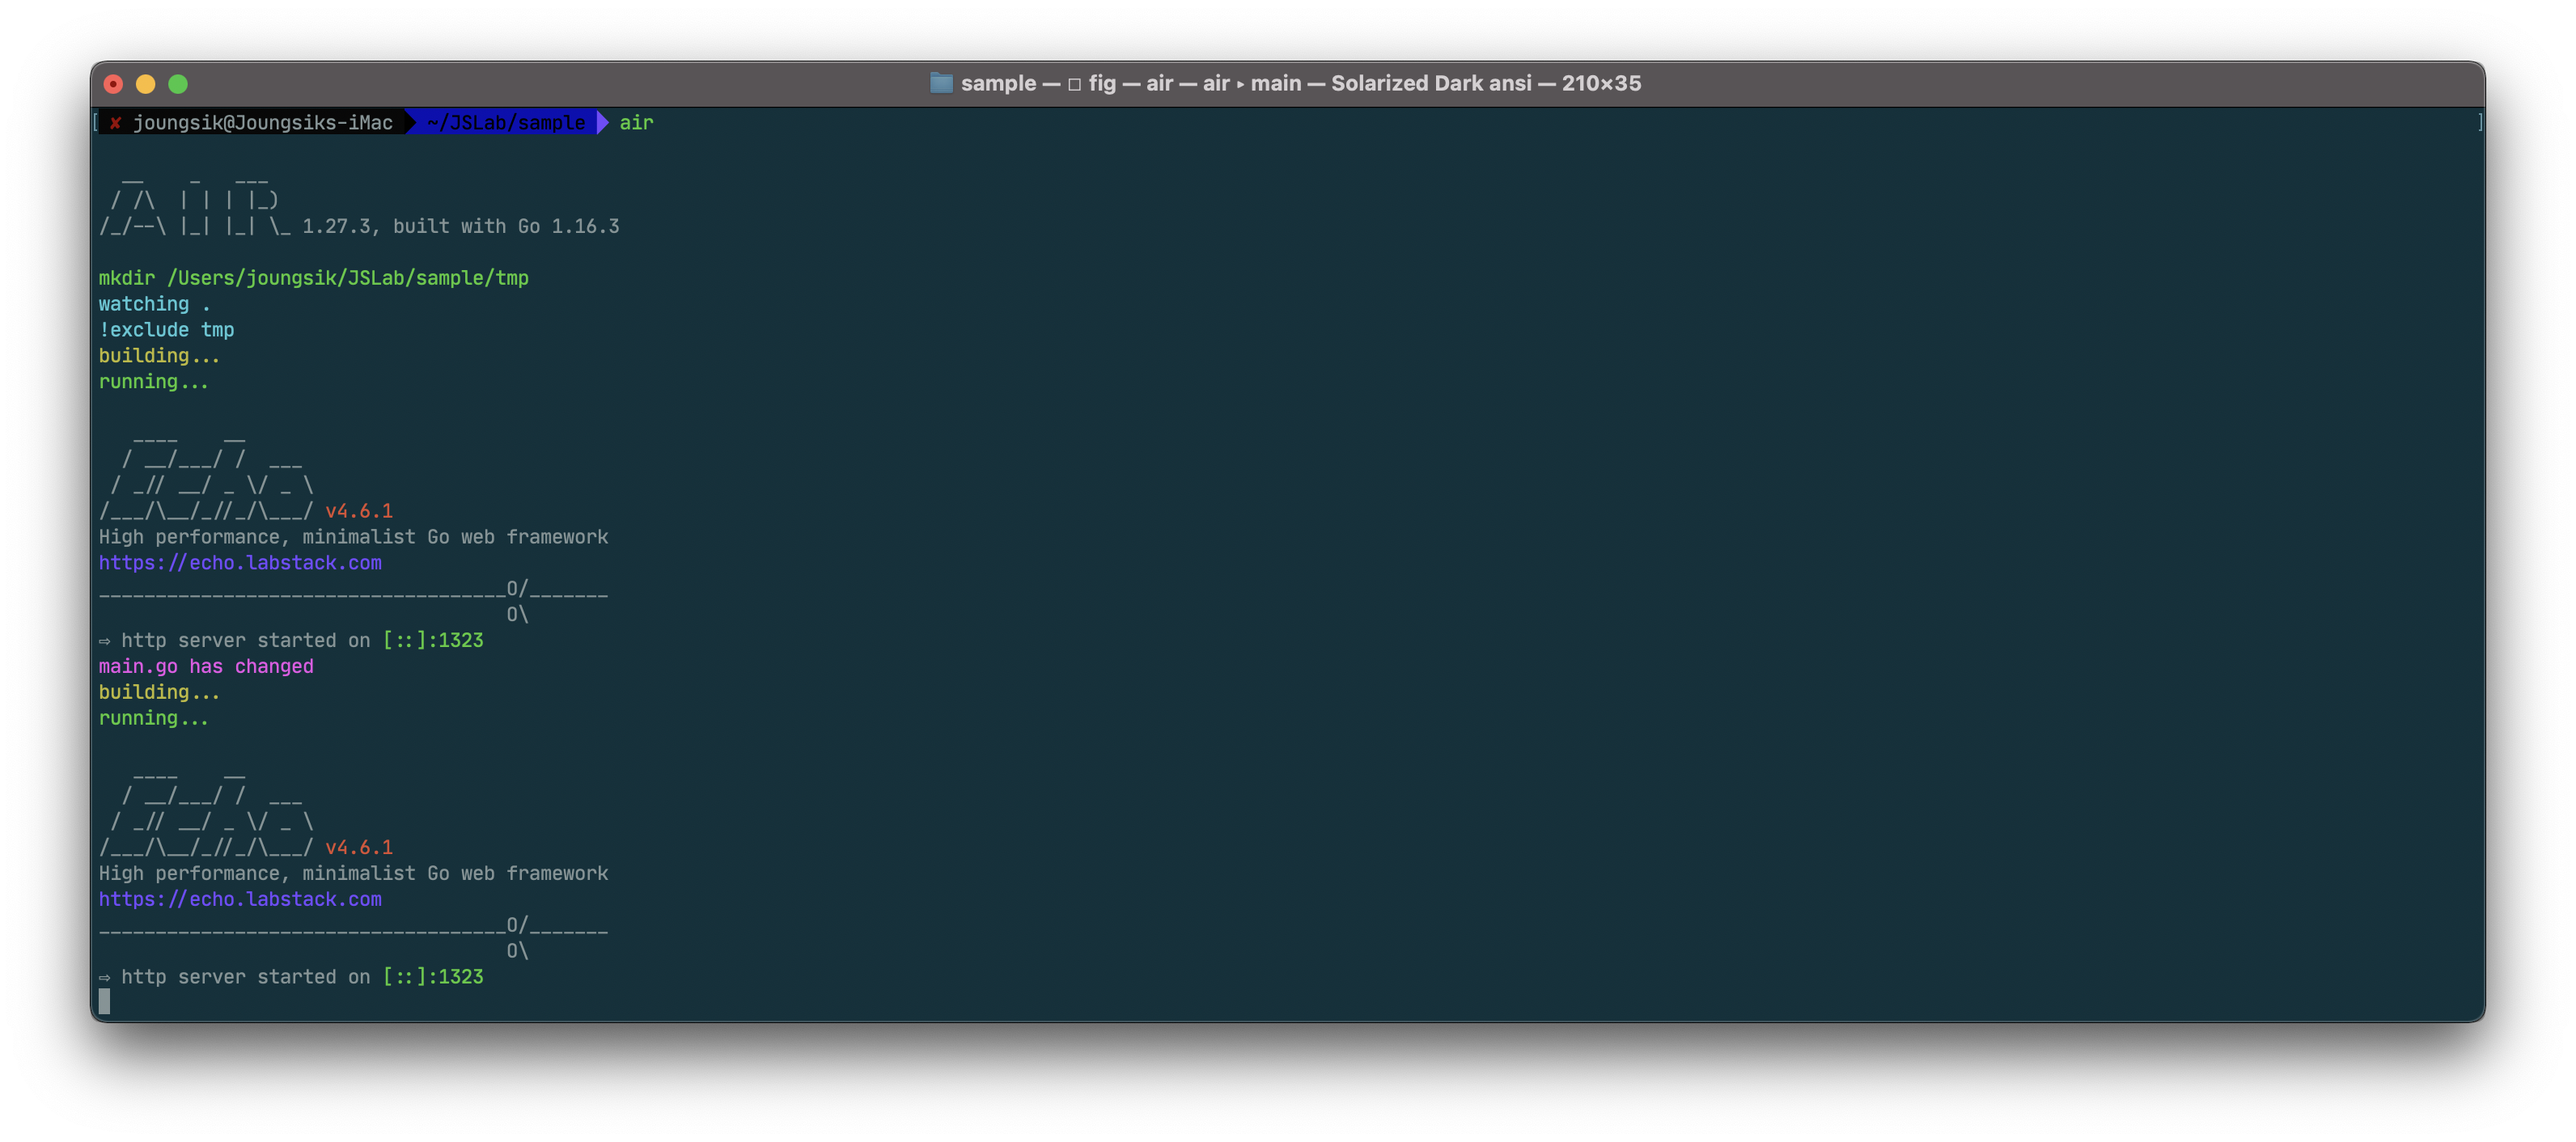 sample — □ fig — air — air ▸ main — Solarized Dark ansi — 210×35
[ ✘ joungsik@Joungsiks-iMac ~/JSLab/sample air ]
  __    _   ___
 / /\  | | | |_)
/_/--\ |_| |_| \_ 1.27.3, built with Go 1.16.3
mkdir /Users/joungsik/JSLab/sample/tmp
watching .
!exclude tmp
building...
running...
   ____    __
  / __/___/ /  ___
 / _// __/ _ \/ _ \
/___/\__/_//_/\___/ v4.6.1
High performance, minimalist Go web framework
https://echo.labstack.com
____________________________________O/_______
                                    O\
⇨ http server started on [::]:1323
main.go has changed
building...
running...
   ____    __
  / __/___/ /  ___
 / _// __/ _ \/ _ \
/___/\__/_//_/\___/ v4.6.1
High performance, minimalist Go web framework
https://echo.labstack.com
____________________________________O/_______
                                    O\
⇨ http server started on [::]:1323